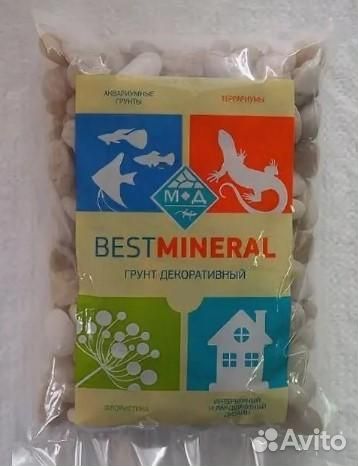 АКВАРИУМНЫЕ
ГРУНТЫ
ТЕРРАРИУМЫ
М Д
BESTMINERAL
ГРУНТ ДЕКОРАТИВНЫЙ
ФЛОРИСТИКА
ИНТЕРЬЕРНЫЙ
И ЛАНДШАФТНЫЙ
ДИЗАЙН
Avito